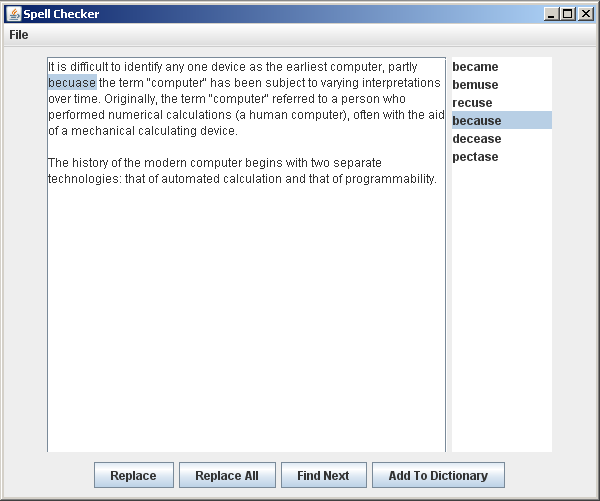 Spell Checker
File
It is difficult to identify any one device as the earliest computer, partly
becuase the term "computer" has been subject to varying interpretations
over time. Originally, the term "computer" referred to a person who
performed numerical calculations (a human computer), often with the aid
of a mechanical calculating device.
The history of the modern computer begins with two separate
technologies: that of automated calculation and that of programmability.
became
bemuse
recuse
because
decease
pectase
Replace
Replace All
Find Next
Add To Dictionary